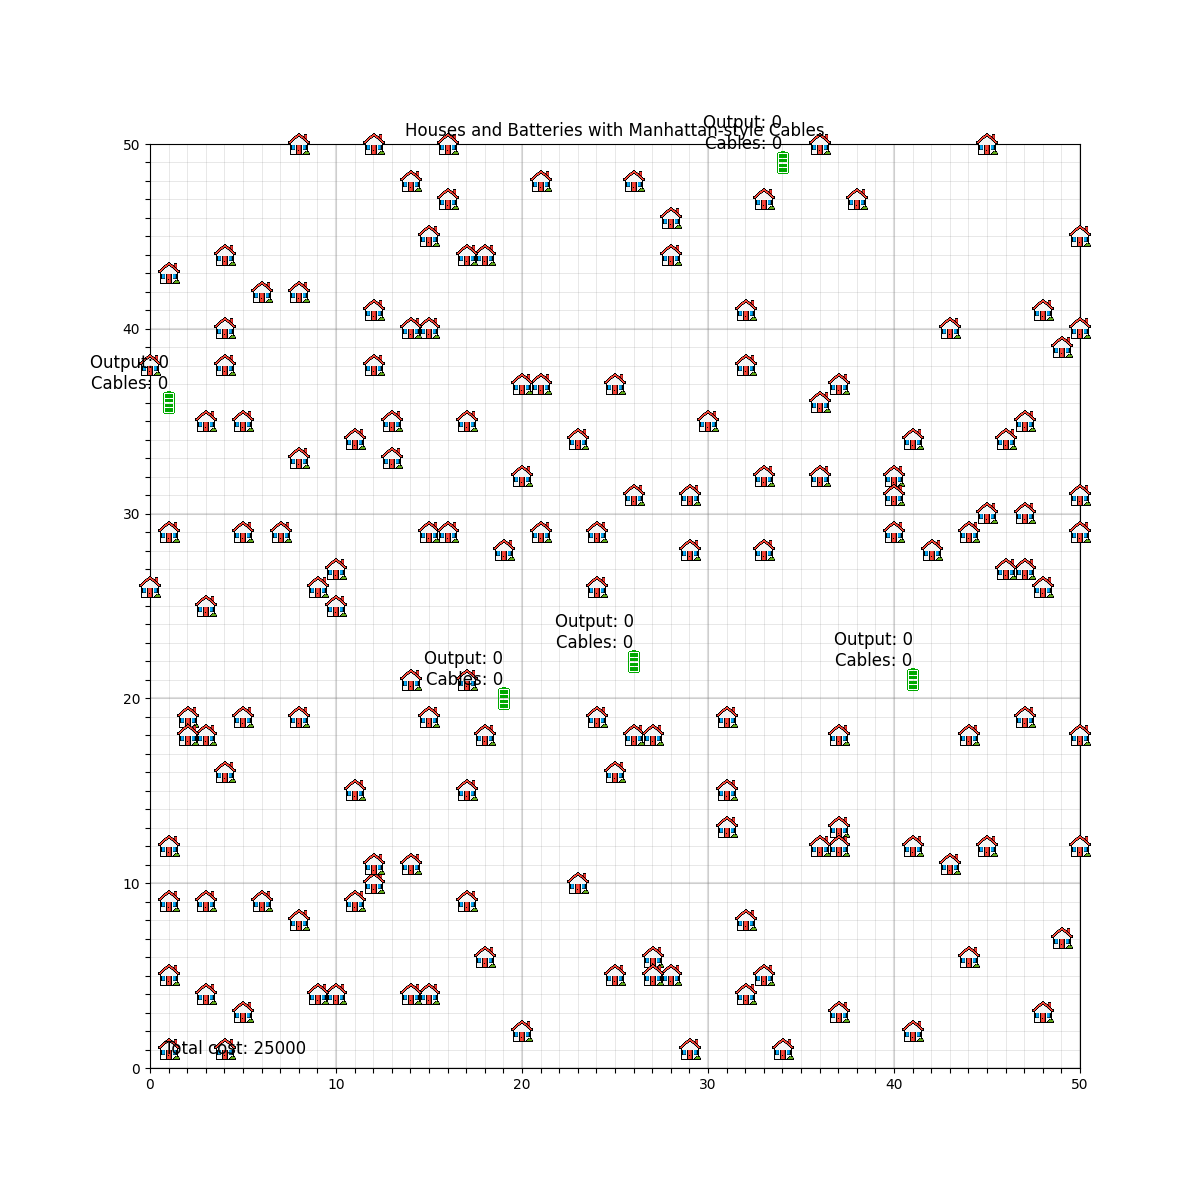 Output: 0
Houses and Batteries with Manhattan-style Cables
Cables: 0
50
40
Output: 0
Cables: 0
30
Output: 0
Cables: 0
Output: 0
Cables: 0
Output: 0
Cables: 0
20
10
Total cost: 25000
0
0 10 20 30 40 50